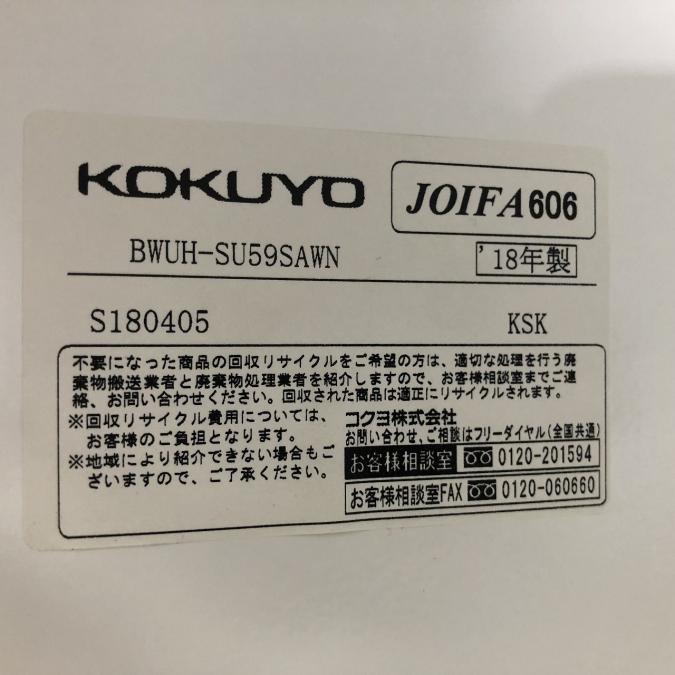 KOKUYO JOIFA606
BWUH-SU59SAWN '18年製
S180405 KSK
不要になった商品の回収リサイクルをご希望の方は、適切な処理を行う廃
棄物搬送業者と廃棄物処理業者を紹介しますので、お客様相談室までご連
絡、お問い合わせください。回収された商品は適正にリサイクルされます。
※回収リサイクル費用については、
お客様のご負担となります。
※地域により紹介できない場合もご
ざいますので、ご了承ください。
コクヨ株式会社
お問い合わせ、ご相談はフリーダイヤル(全国共通)
お客様相談室 0120-201594
お客様相談室FAX 0120-060660